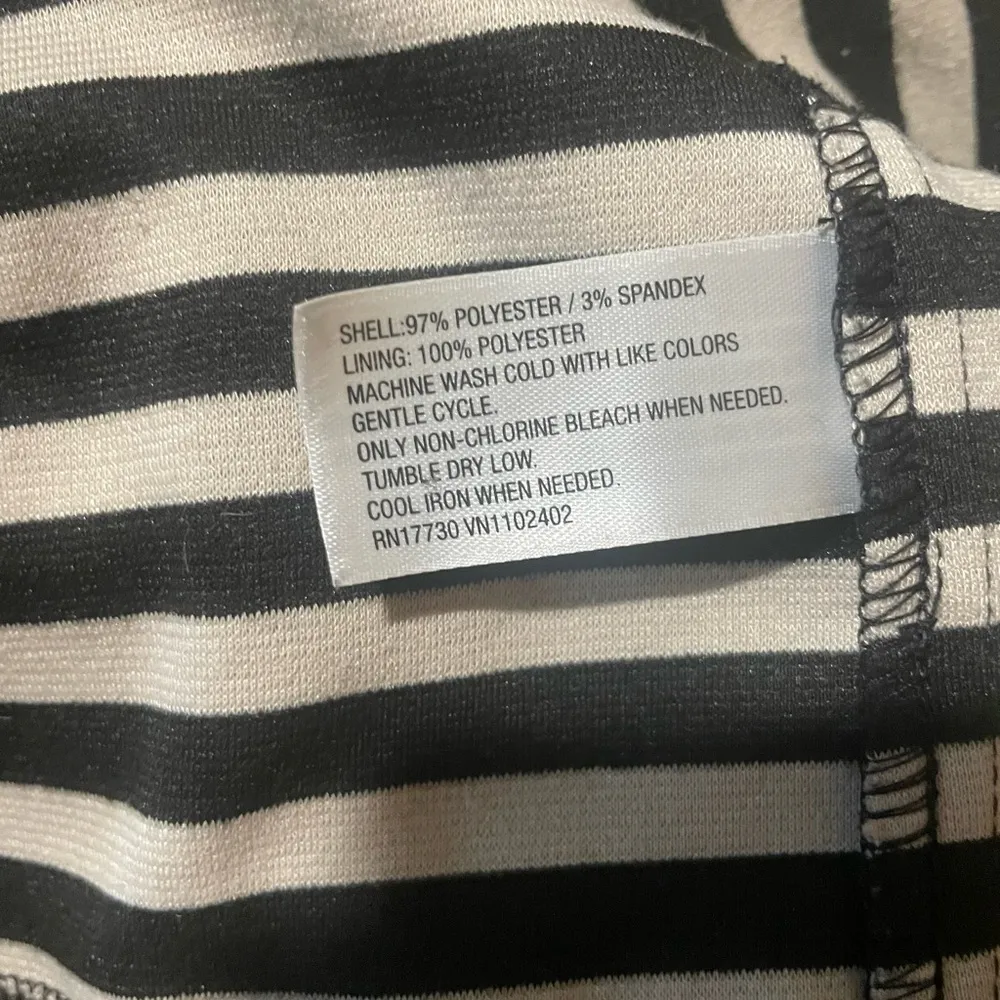 SHELL:97% POLYESTER / 3% SPANDEX
LINING: 100% POLYESTER
MACHINE WASH COLD WITH LIKE COLORS
GENTLE CYCLE.
ONLY NON-CHLORINE BLEACH WHEN NEEDED.
TUMBLE DRY LOW.
COOL IRON WHEN NEEDED.
RN17730 VN1102402